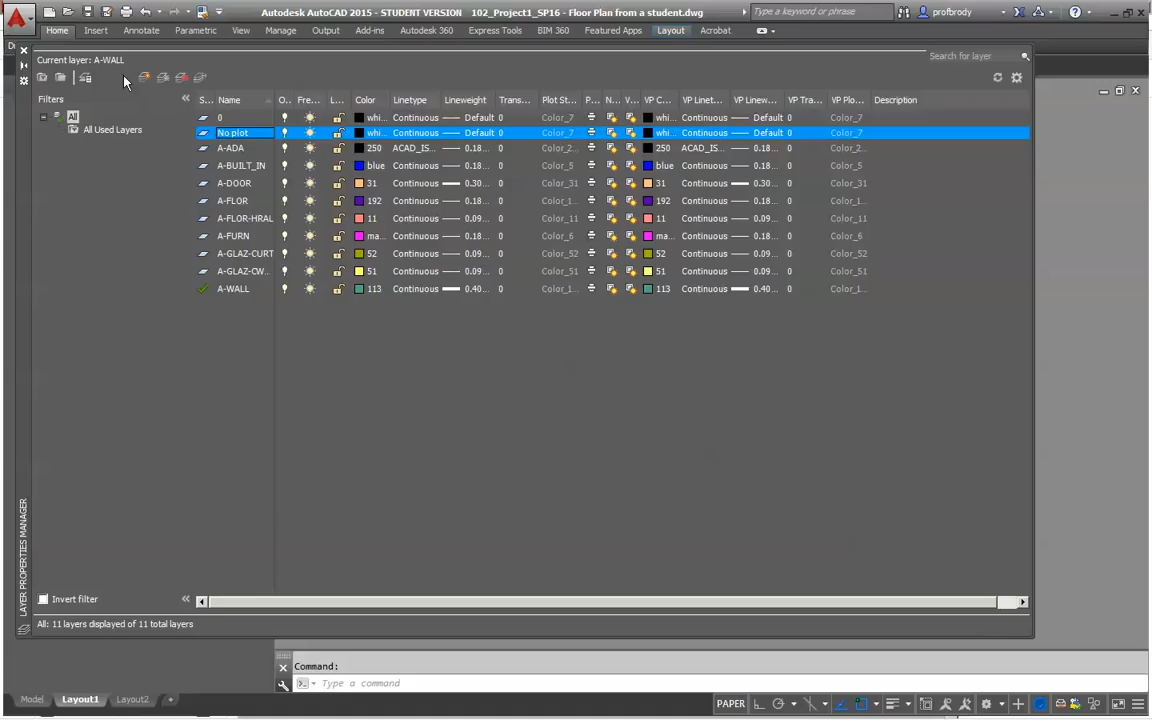 Autodesk AutoCAD 2015 - STUDENT VERSION 102_Project1_SP16 - Floor Plan from a student.dwg Type a keyword or phrase profbrody
Home Insert Annotate Parametric View Manage Output Add-ins Autodesk 360 Express Tools BIM 360 Featured Apps Layout Acrobat
Current layer: A-WALL Search for layer
Filters S... Name O.. Fre... L... Color Linetype Lineweight Trans... Plot St... P... N... V... VP C... VP Linet... VP Linew... VP Tra... VP Plo... Description
All 0 whi... Continuous Default 0 Color_7 whi... Continuous Default 0 Color_7
All Used Layers No plot whi... Continuous Default 0 Color_7 whi... Continuous Default 0 Color_7
A-ADA 250 ACAD_IS... 0.18... 0 Color_2... 250 ACAD_IS... 0.18... 0 Color_2...
A-BUILT_IN blue Continuous 0.18... 0 Color_5 blue Continuous 0.18... 0 Color_5
A-DOOR 31 Continuous 0.30... 0 Color_31 31 Continuous 0.30... 0 Color_31
A-FLOR 192 Continuous 0.18... 0 Color_1... 192 Continuous 0.18... 0 Color_1...
A-FLOR-HRAL 11 Continuous 0.09... 0 Color_11 11 Continuous 0.09... 0 Color_11
A-FURN ma... Continuous 0.18... 0 Color_6 ma... Continuous 0.18... 0 Color_6
A-GLAZ-CURT 52 Continuous 0.09... 0 Color_52 52 Continuous 0.09... 0 Color_52
A-GLAZ-CW... 51 Continuous 0.09... 0 Color_51 51 Continuous 0.09... 0 Color_51
A-WALL 113 Continuous 0.40... 0 Color_1... 113 Continuous 0.40... 0 Color_1...
LAYER PROPERTIES MANAGER
Invert filter
All: 11 layers displayed of 11 total layers
Command:
Type a command
Model Layout1 Layout2 + PAPER